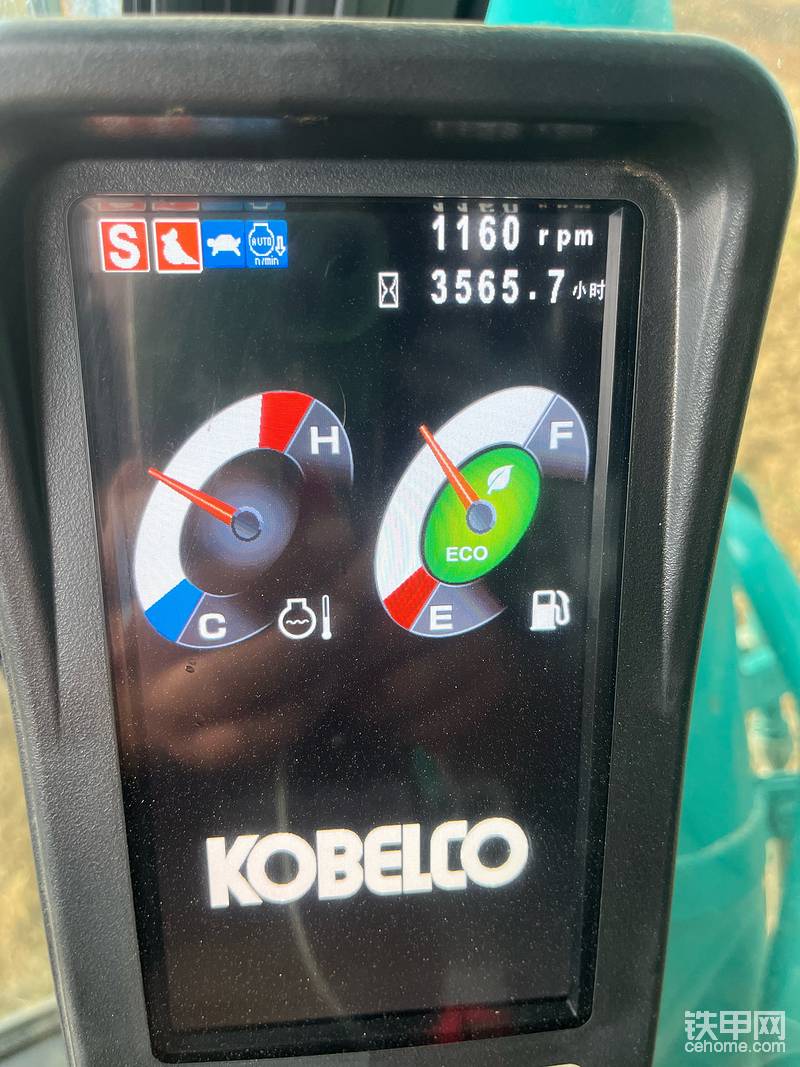 S
AUTO
n/min
1160 rpm
3565.7 小时
H
C
F
ECO
E
KOBELCO
铁甲网
cehome.com